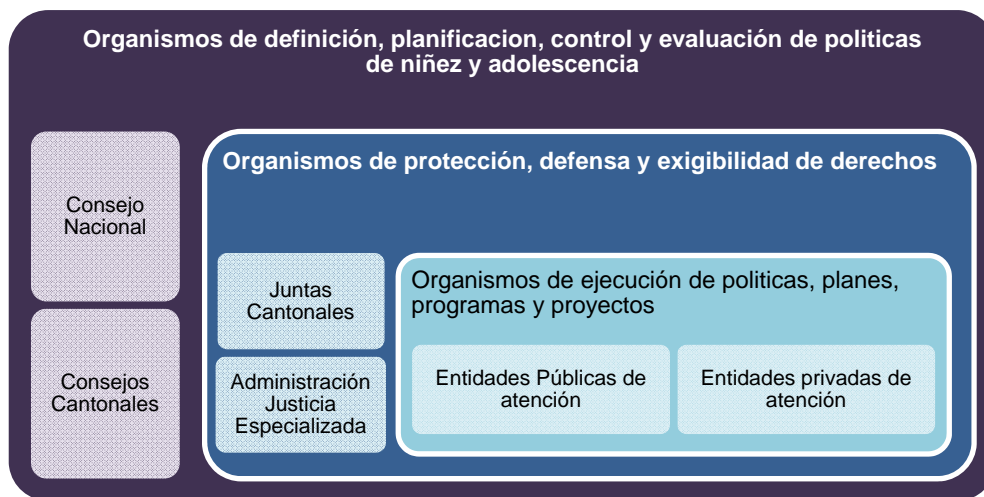 Organismos de definición, planificacion, control y evaluación de politicas
de niñez y adolescencia
Consejo
Nacional
Consejos
Cantonales
Organismos de protección, defensa y exigibilidad de derechos
Juntas
Cantonales
Administración
Justicia
Especializada
Organismos de ejecución de politicas, planes,
programas y proyectos
Entidades Públicas de
atención
Entidades privadas de
atención